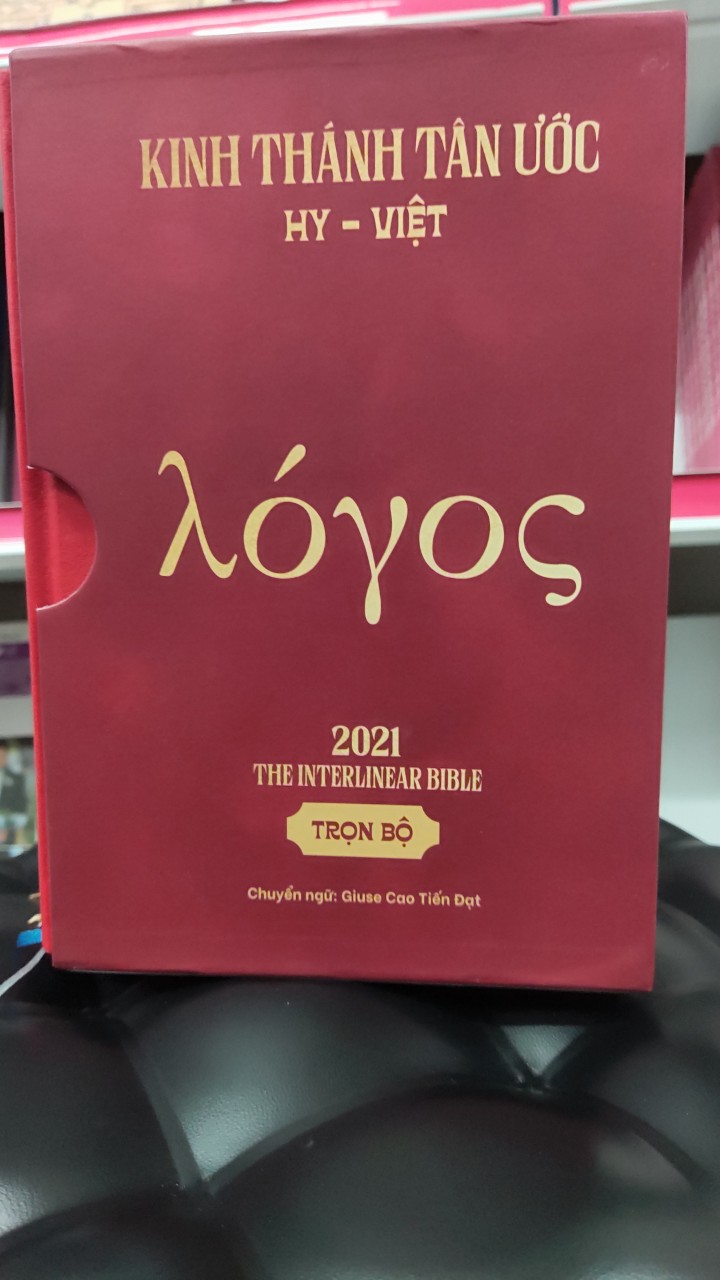 KINH THÁNH TÂN ƯỚC
HY - VIỆT
λόγος
2021
THE INTERLINEAR BIBLE
TRỌN BỘ
Chuyển ngữ: Giuse Cao Tiến Đạt